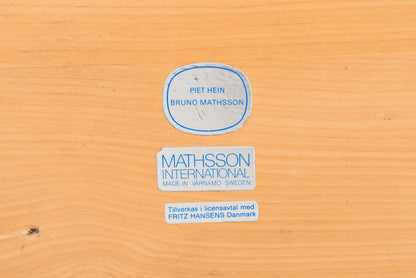 PIET HEIN
BRUNO MATHSSON
MATHSSON
INTERNATIONAL
MADE IN VÄRNAMO SWEDEN
Tillverkas i licensavtal med
FRITZ HANSENS Danmark